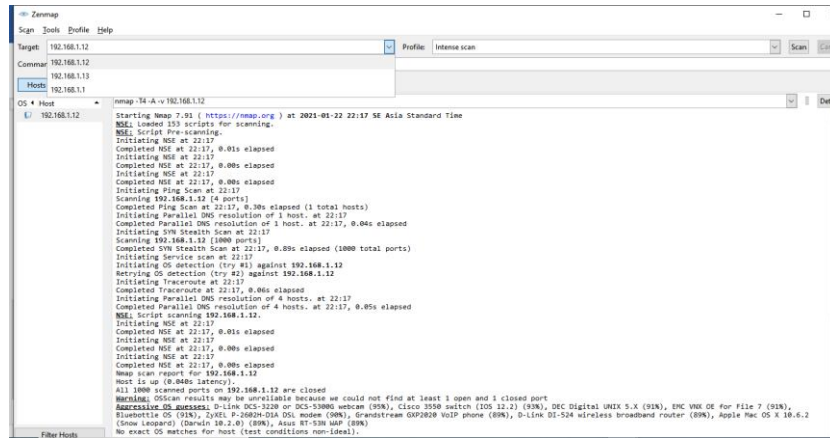 Zenmap
Scan Tools Profile Help
Target: 192.168.1.12 Profile: Intense scan Scan
192.168.1.12
192.168.1.13
192.168.1.1
Hosts
nmap -T4 -A -v 192.168.1.12
OS Host
192.168.1.12
Starting Nmap 7.91 ( https://nmap.org ) at 2021-01-22 22:17 SE Asia Standard Time
NSE: Loaded 153 scripts for scanning.
NSE: Script Pre-scanning.
Initiating NSE at 22:17
Completed NSE at 22:17, 0.01s elapsed
Initiating NSE at 22:17
Completed NSE at 22:17, 0.00s elapsed
Initiating NSE at 22:17
Completed NSE at 22:17, 0.00s elapsed
Initiating Ping Scan at 22:17
Scanning 192.168.1.12 [4 ports]
Completed Ping Scan at 22:17, 0.30s elapsed (1 total hosts)
Initiating Parallel DNS resolution of 1 host. at 22:17
Completed Parallel DNS resolution of 1 host. at 22:17, 0.04s elapsed
Initiating SYN Stealth Scan at 22:17
Scanning 192.168.1.12 [1000 ports]
Completed SYN Stealth Scan at 22:17, 0.89s elapsed (1000 total ports)
Initiating Service scan at 22:17
Initiating OS detection (try #1) against 192.168.1.12
Retrying OS detection (try #2) against 192.168.1.12
Initiating Traceroute at 22:17
Completed Traceroute at 22:17, 0.06s elapsed
Initiating Parallel DNS resolution of 4 hosts. at 22:17
Completed Parallel DNS resolution of 4 hosts. at 22:17, 0.05s elapsed
NSE: Script scanning 192.168.1.12.
Initiating NSE at 22:17
Completed NSE at 22:17, 0.01s elapsed
Initiating NSE at 22:17
Completed NSE at 22:17, 0.00s elapsed
Initiating NSE at 22:17
Completed NSE at 22:17, 0.00s elapsed
Nmap scan report for 192.168.1.12
Host is up (0.040s latency).
All 1000 scanned ports on 192.168.1.12 are closed
Warning: OSScan results may be unreliable because we could not find at least 1 open and 1 closed port
Aggressive OS guesses: D-Link DCS-3220 or DCS-5300G webcam (95%), Cisco 3550 switch (IOS 12.2) (93%), DEC Digital UNIX 5.X (91%), EMC VNX OE for File 7 (91%),
Bluebottle OS (91%), ZyXEL P-2602H-D1A DSL modem (90%), Grandstream GXP2020 VoIP phone (89%), D-Link DI-524 wireless broadband router (89%), Apple Mac OS X 10.6.2
(Snow Leopard) (Darwin 10.2.0) (89%), Asus RT-53N WAP (89%)
No exact OS matches for host (test conditions non-ideal).
Filter Hosts